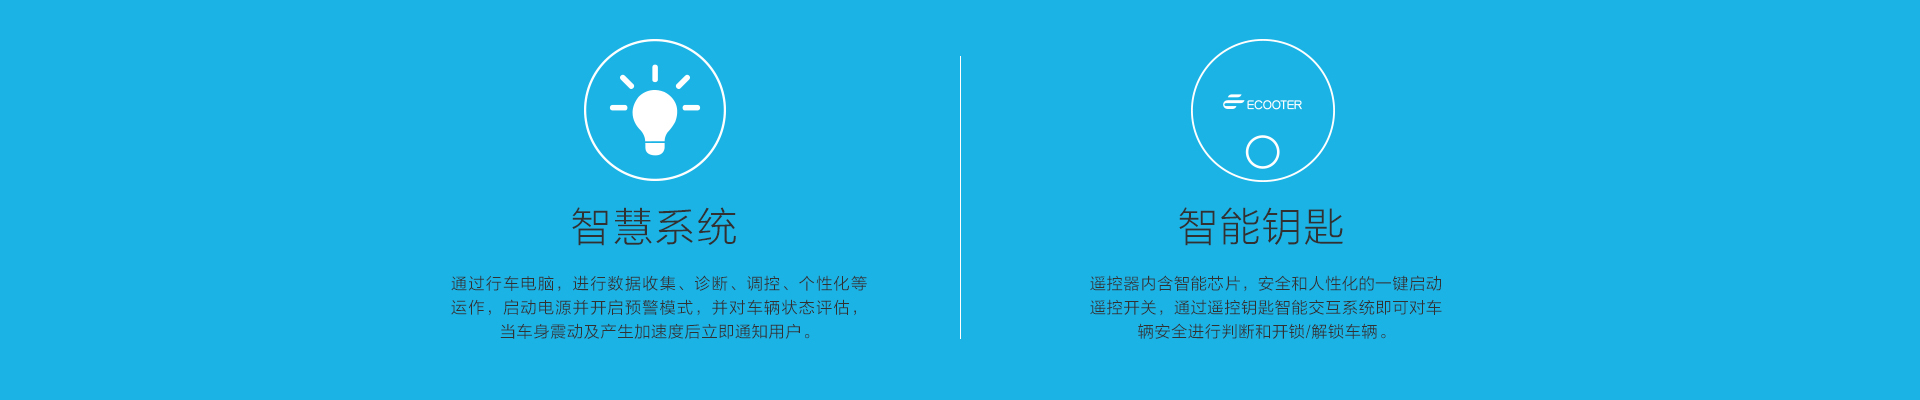 智慧系统
通过行车电脑，进行数据收集、诊断、调控、个性化等
运作，启动电源并开启预警模式，并对车辆状态评估，
当车身震动及产生加速度后立即通知用户。
ECOOTER
智能钥匙
遥控器内含智能芯片，安全和人性化的一键启动
遥控开关，通过遥控钥匙智能交互系统即可对车
辆安全进行判断和开锁/解锁车辆。